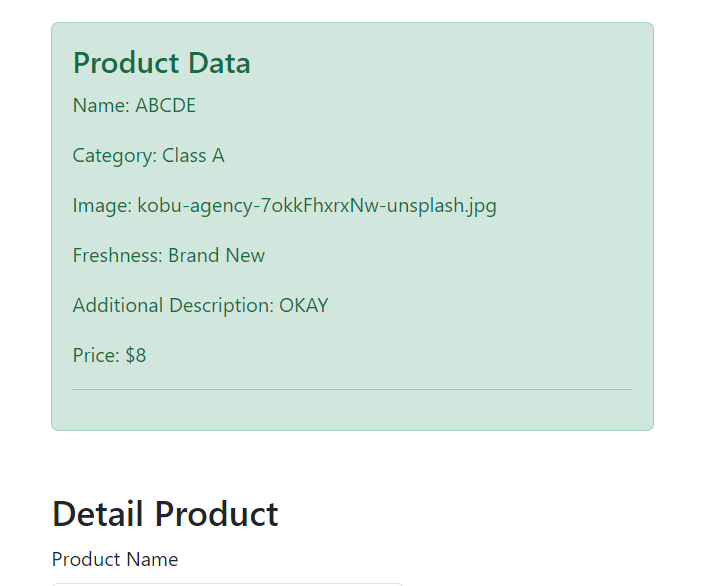 Product Data
Name: ABCDE
Category: Class A
Image: kobu-agency-7okkFhxrxNw-unsplash.jpg
Freshness: Brand New
Additional Description: OKAY
Price: $8
Detail Product
Product Name